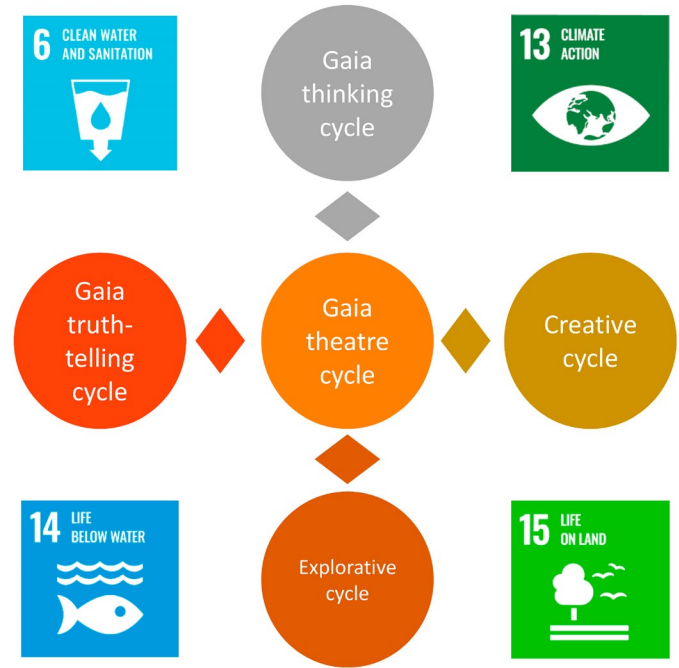 6 CLEAN WATER
AND SANITATION
Gaia
thinking
cycle
13 CLIMATE
ACTION
Gaia
truth-
telling
cycle
Gaia
theatre
cycle
Creative
cycle
14 LIFE
BELOW WATER
Explorative
cycle
15 LIFE
ON LAND